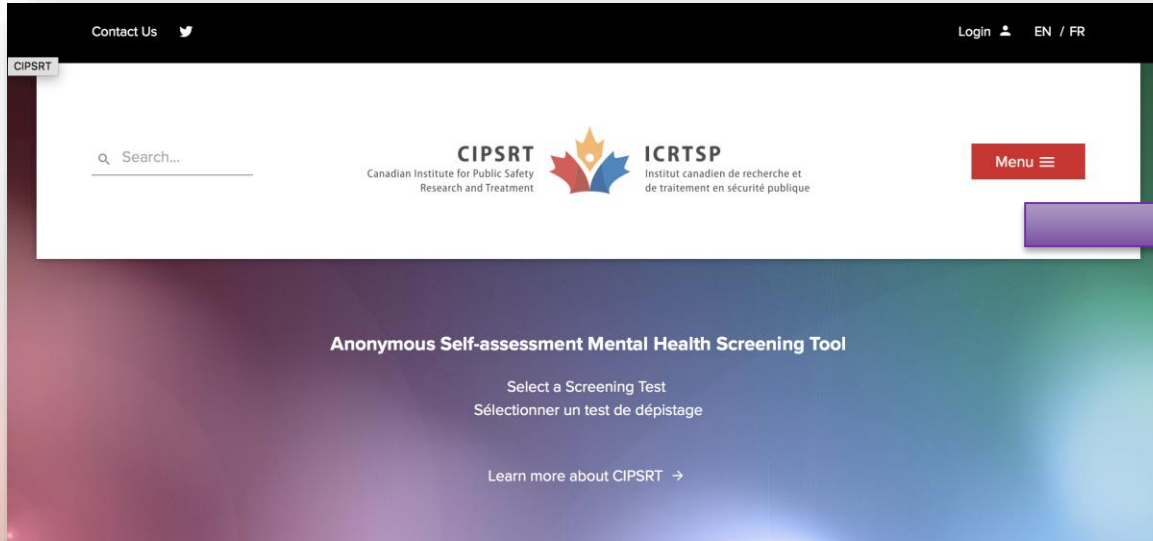 Contact Us
Login
EN / FR
CIPSRT
Search...
CIPSRT
Canadian Institute for Public Safety
Research and Treatment
ICRTSP
Institut canadien de recherche et
de traitement en sécurité publique
Menu
Anonymous Self-assessment Mental Health Screening Tool
Select a Screening Test
Sélectionner un test de dépistage
Learn more about CIPSRT →